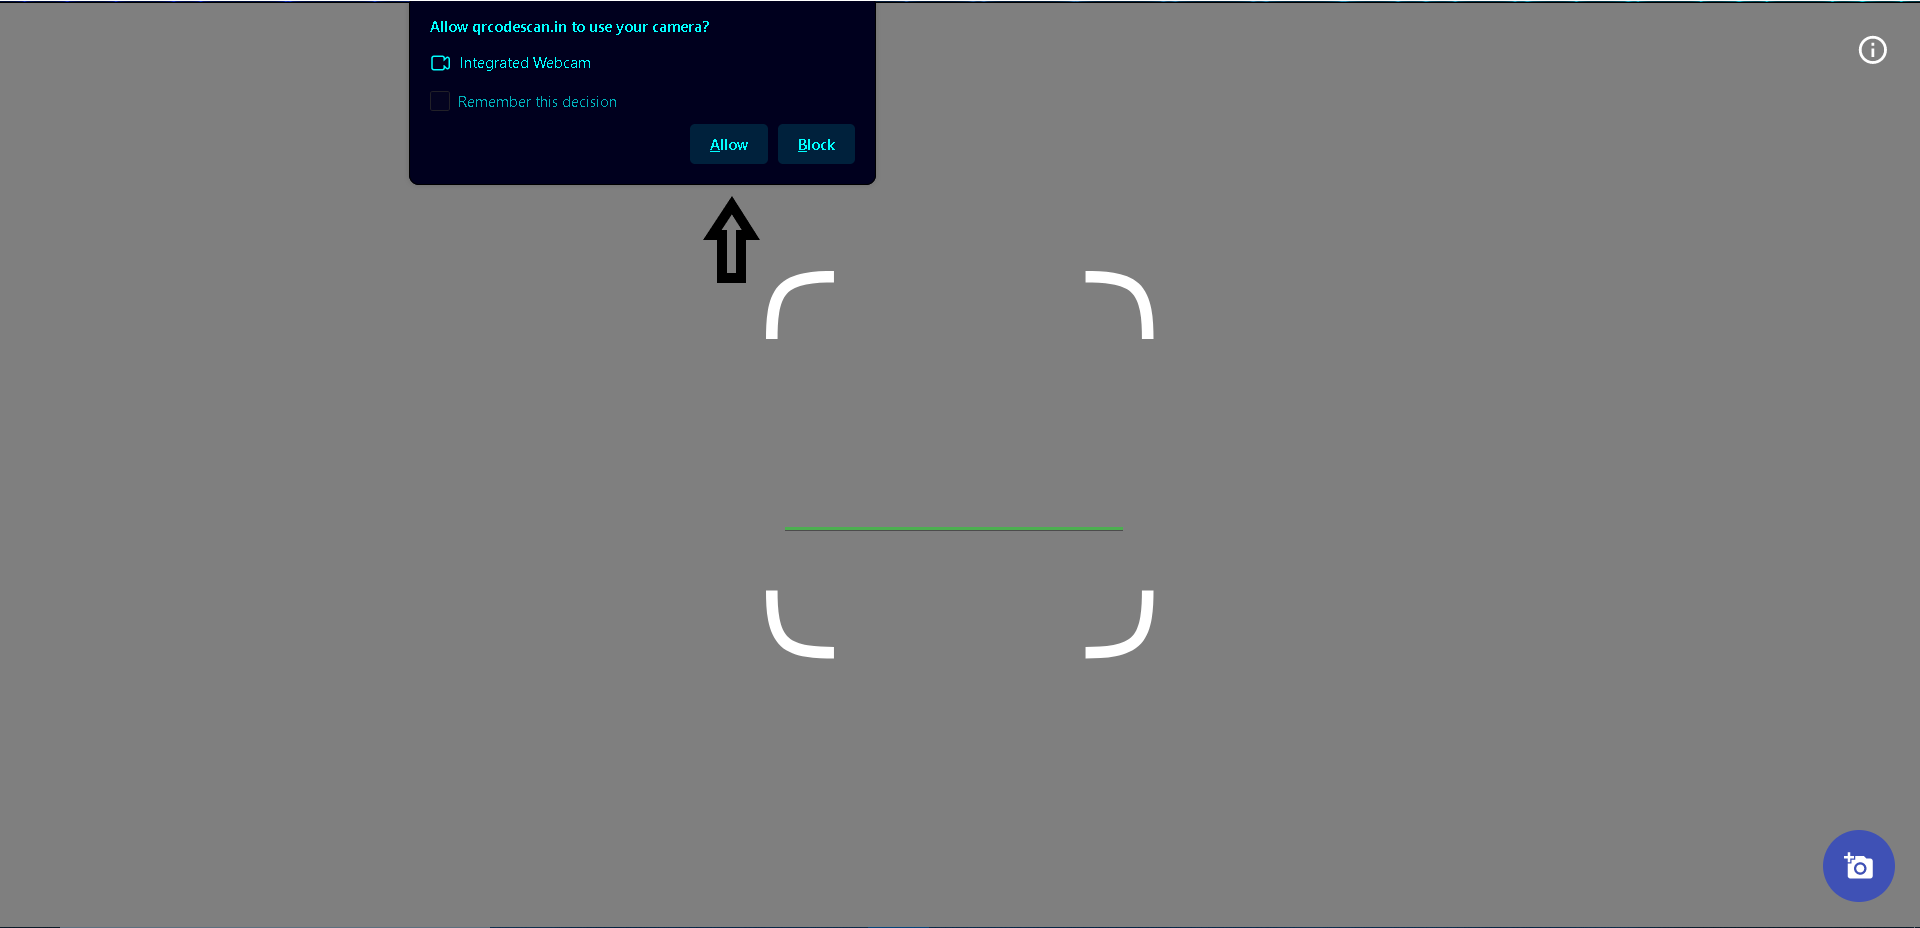 Allow qrcodescan.in to use your camera?
Integrated Webcam
Remember this decision
Allow Block